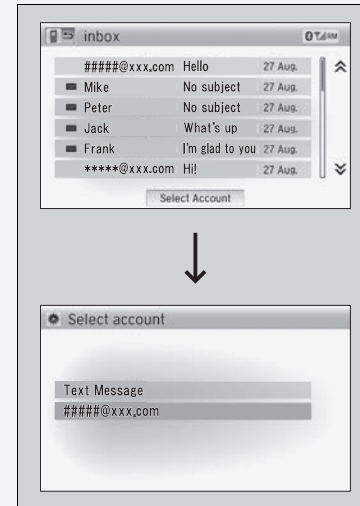 inbox
#####@xxx.com Hello 27 Aug.
Mike No subject 27 Aug.
Peter No subject 27 Aug.
Jack What's up 27 Aug.
Frank I'm glad to you 27 Aug.
*****@xxx.com Hi! 27 Aug.
Select Account
Select account
Text Message
#####@xxx.com